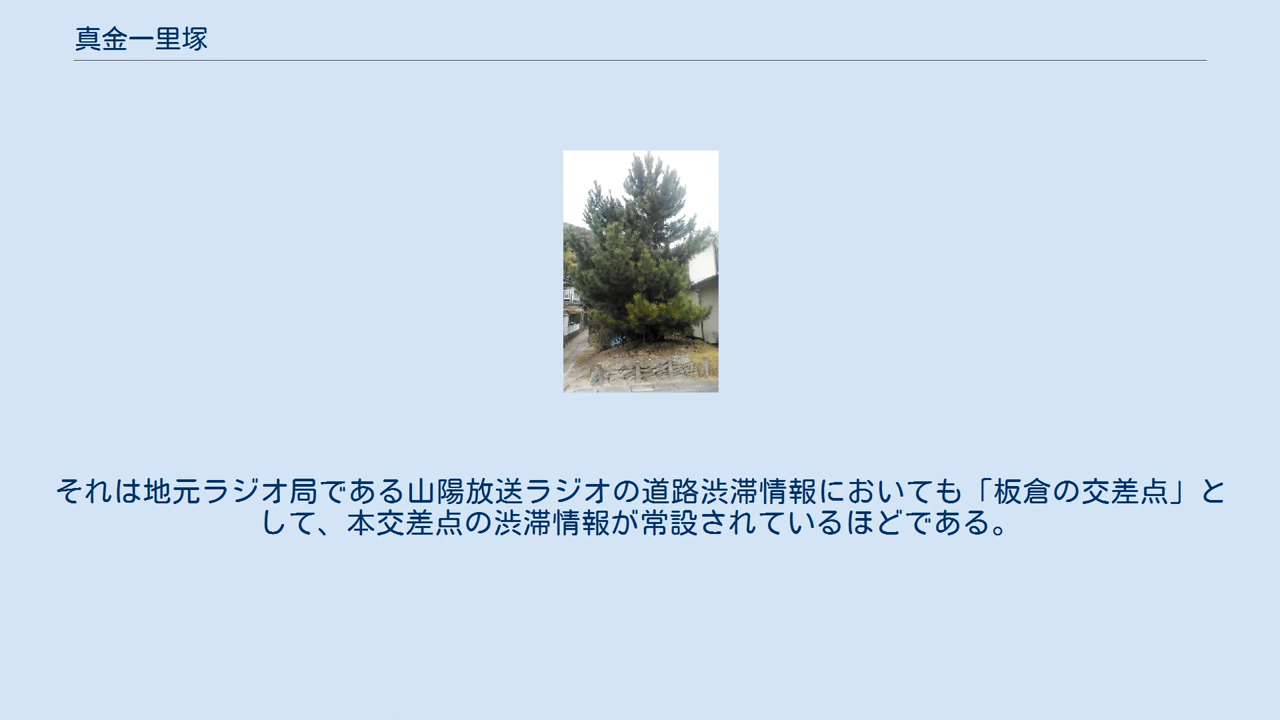 真金一里塚
それは地元ラジオ局である山陽放送ラジオの道路渋滞情報においても「板倉の交差点」と
して、本交差点の渋滞情報が常設されているほどである。